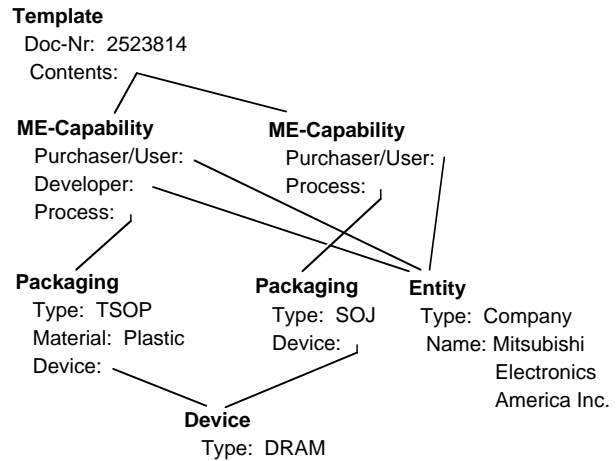 Template
Doc-Nr: 2523814
Contents:
ME-Capability
Purchaser/User:
Developer:
Process:
ME-Capability
Purchaser/User:
Process:
Packaging
Type: TSOP
Material: Plastic
Device:
Packaging
Type: SOJ
Device:
Entity
Type: Company
Name: Mitsubishi
Electronics
America Inc.
Device
Type: DRAM